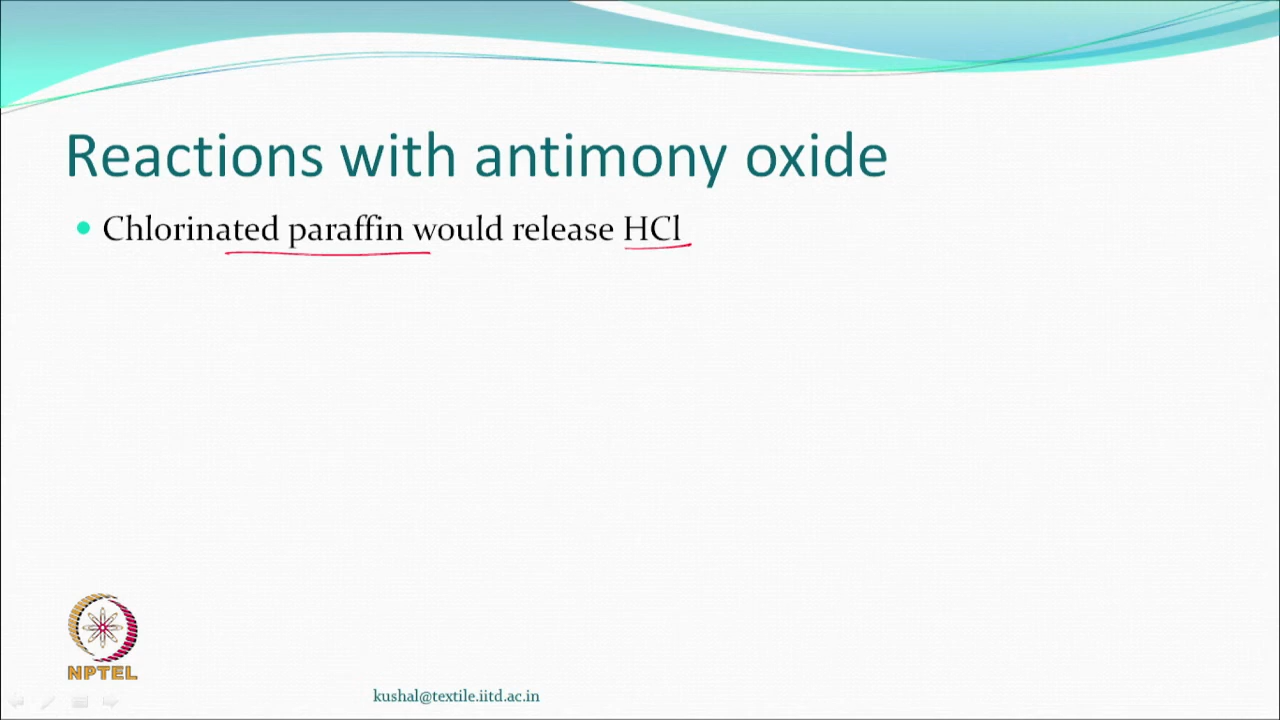 Reactions with antimony oxide
Chlorinated paraffin would release HCl
NPTEL
kushal@textile.iitd.ac.in